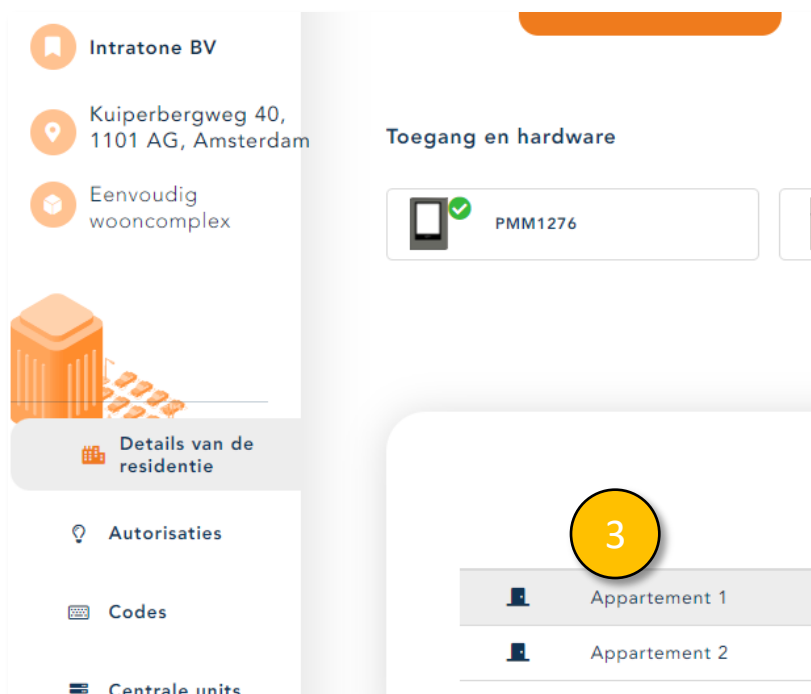 Intratone BV
Kuiperbergweg 40,
1101 AG, Amsterdam
Eenvoudig
wooncomplex
Details van de
residentie
Autorisaties
Codes
Centrale units
Toegang en hardware
PMM1276
3
Appartement 1
Appartement 2